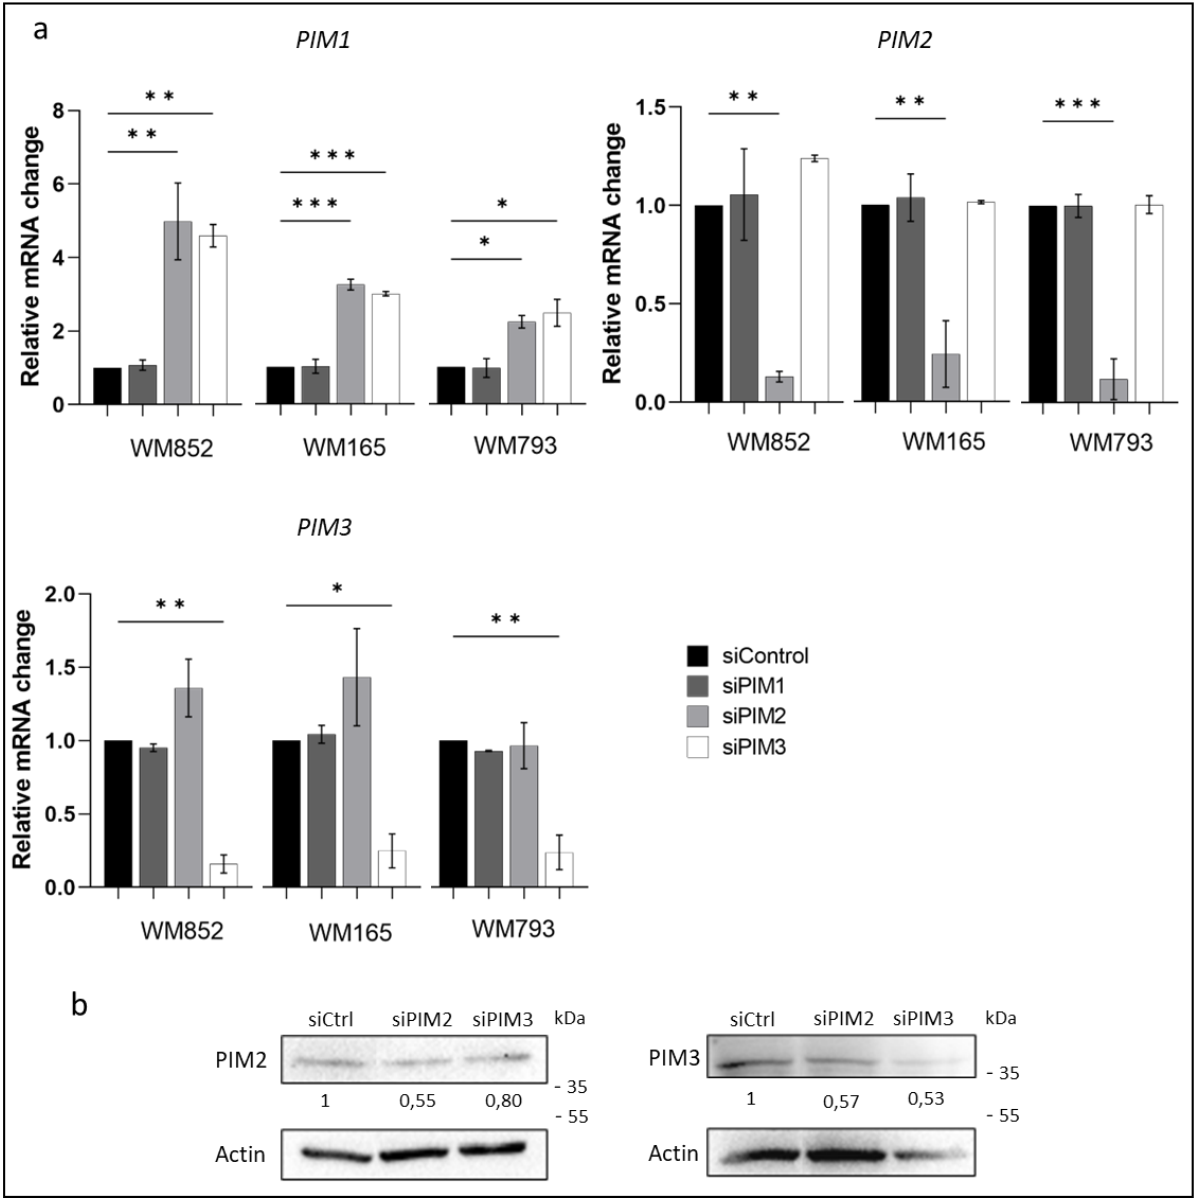 a
PIM1
PIM2
Relative mRNA change
8
6
4
2
0
* *
* *
* * *
* * *
*
*
WM852 WM165 WM793
Relative mRNA change
1.5
1.0
0.5
0.0
* *
* *
* * *
WM852 WM165 WM793
PIM3
Relative mRNA change
2.0
1.5
1.0
0.5
0.0
* *
*
* *
WM852 WM165 WM793
siControl
siPIM1
siPIM2
siPIM3
b
siCtrl siPIM2 siPIM3 kDa
PIM2
- 35
1 0,55 0,80
- 55
Actin
siCtrl siPIM2 siPIM3 kDa
PIM3
- 35
1 0,57 0,53
- 55
Actin